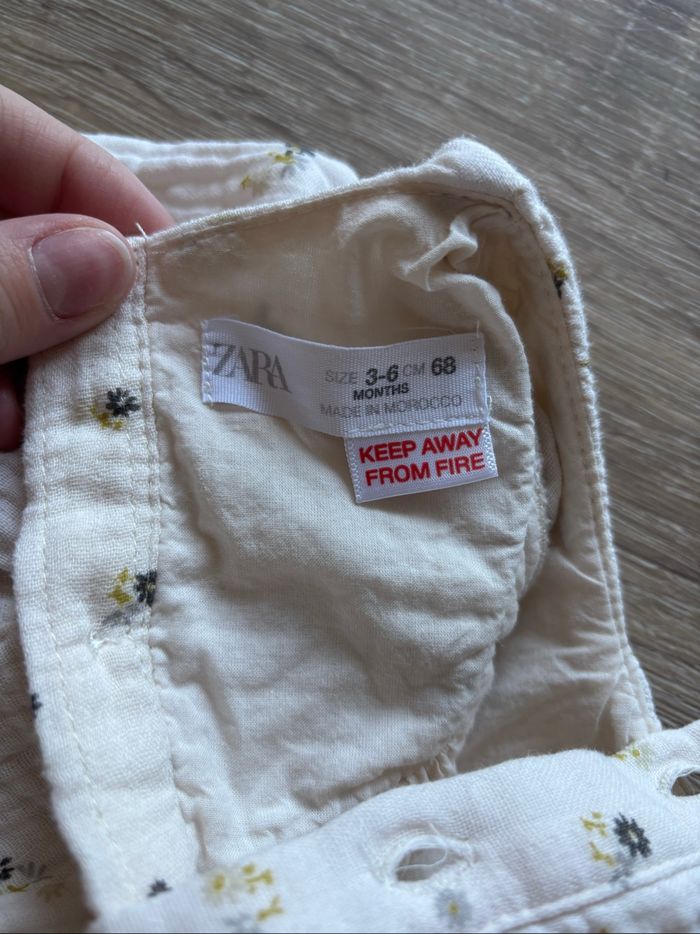 ZARA
SIZE 3-6 CM 68
MONTHS
MADE IN MOROCCO
KEEP AWAY
FROM FIRE